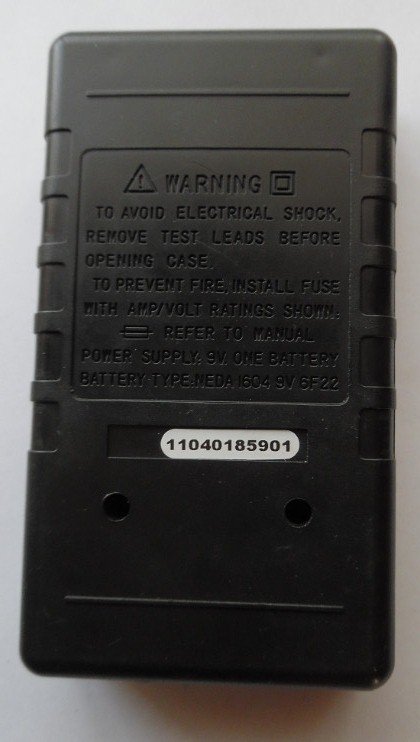 WARNING
TO AVOID ELECTRICAL SHOCK,
REMOVE TEST LEADS BEFORE
OPENING CASE.
TO PREVENT FIRE, INSTALL FUSE
WITH AMP/VOLT RATINGS SHOWN:
REFER TO MANUAL
POWER SUPPLY: 9V, ONE BATTERY
BATTERY TYPE:NEDA 1604 9V 6F22
11040185901